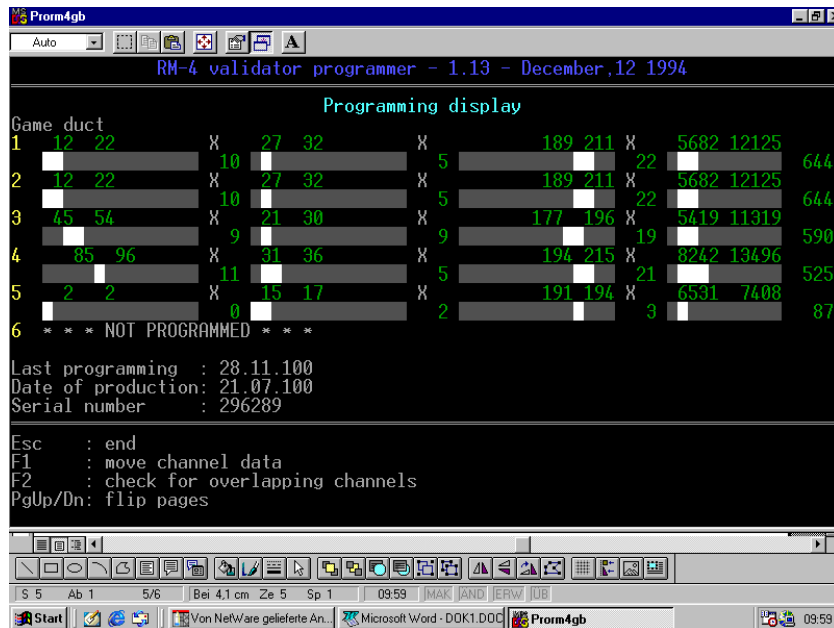 Prorm4gb
Auto
A
RM-4 validator programmer - 1.13 - December,12 1994
Programming display
Game duct
1 12 22 X 27 32 X 189 211 X 5682 12125
10 5 22 644
2 12 22 X 27 32 X 189 211 X 5682 12125
10 5 22 644
3 45 54 X 21 30 X 177 196 X 5419 11319
9 9 19 590
4 85 96 X 31 36 X 194 215 X 8242 13496
11 5 21 525
5 2 2 X 15 17 X 191 194 X 6531 7408
0 2 3 87
6 * * * NOT PROGRAMMED * * *
Last programming : 28.11.100
Date of production: 21.07.100
Serial number : 296289
Esc : end
F1 : move channel data
F2 : check for overlapping channels
PgUp/Dn: flip pages
S 5 Ab 1 5/6 Bei 4,1 cm Ze 5 Sp 1 09:59 MAK ÄND ERW ÜB
Start Von NetWare gelieferte An... Microsoft Word - DOK1.DOC Prorm4gb 09:59